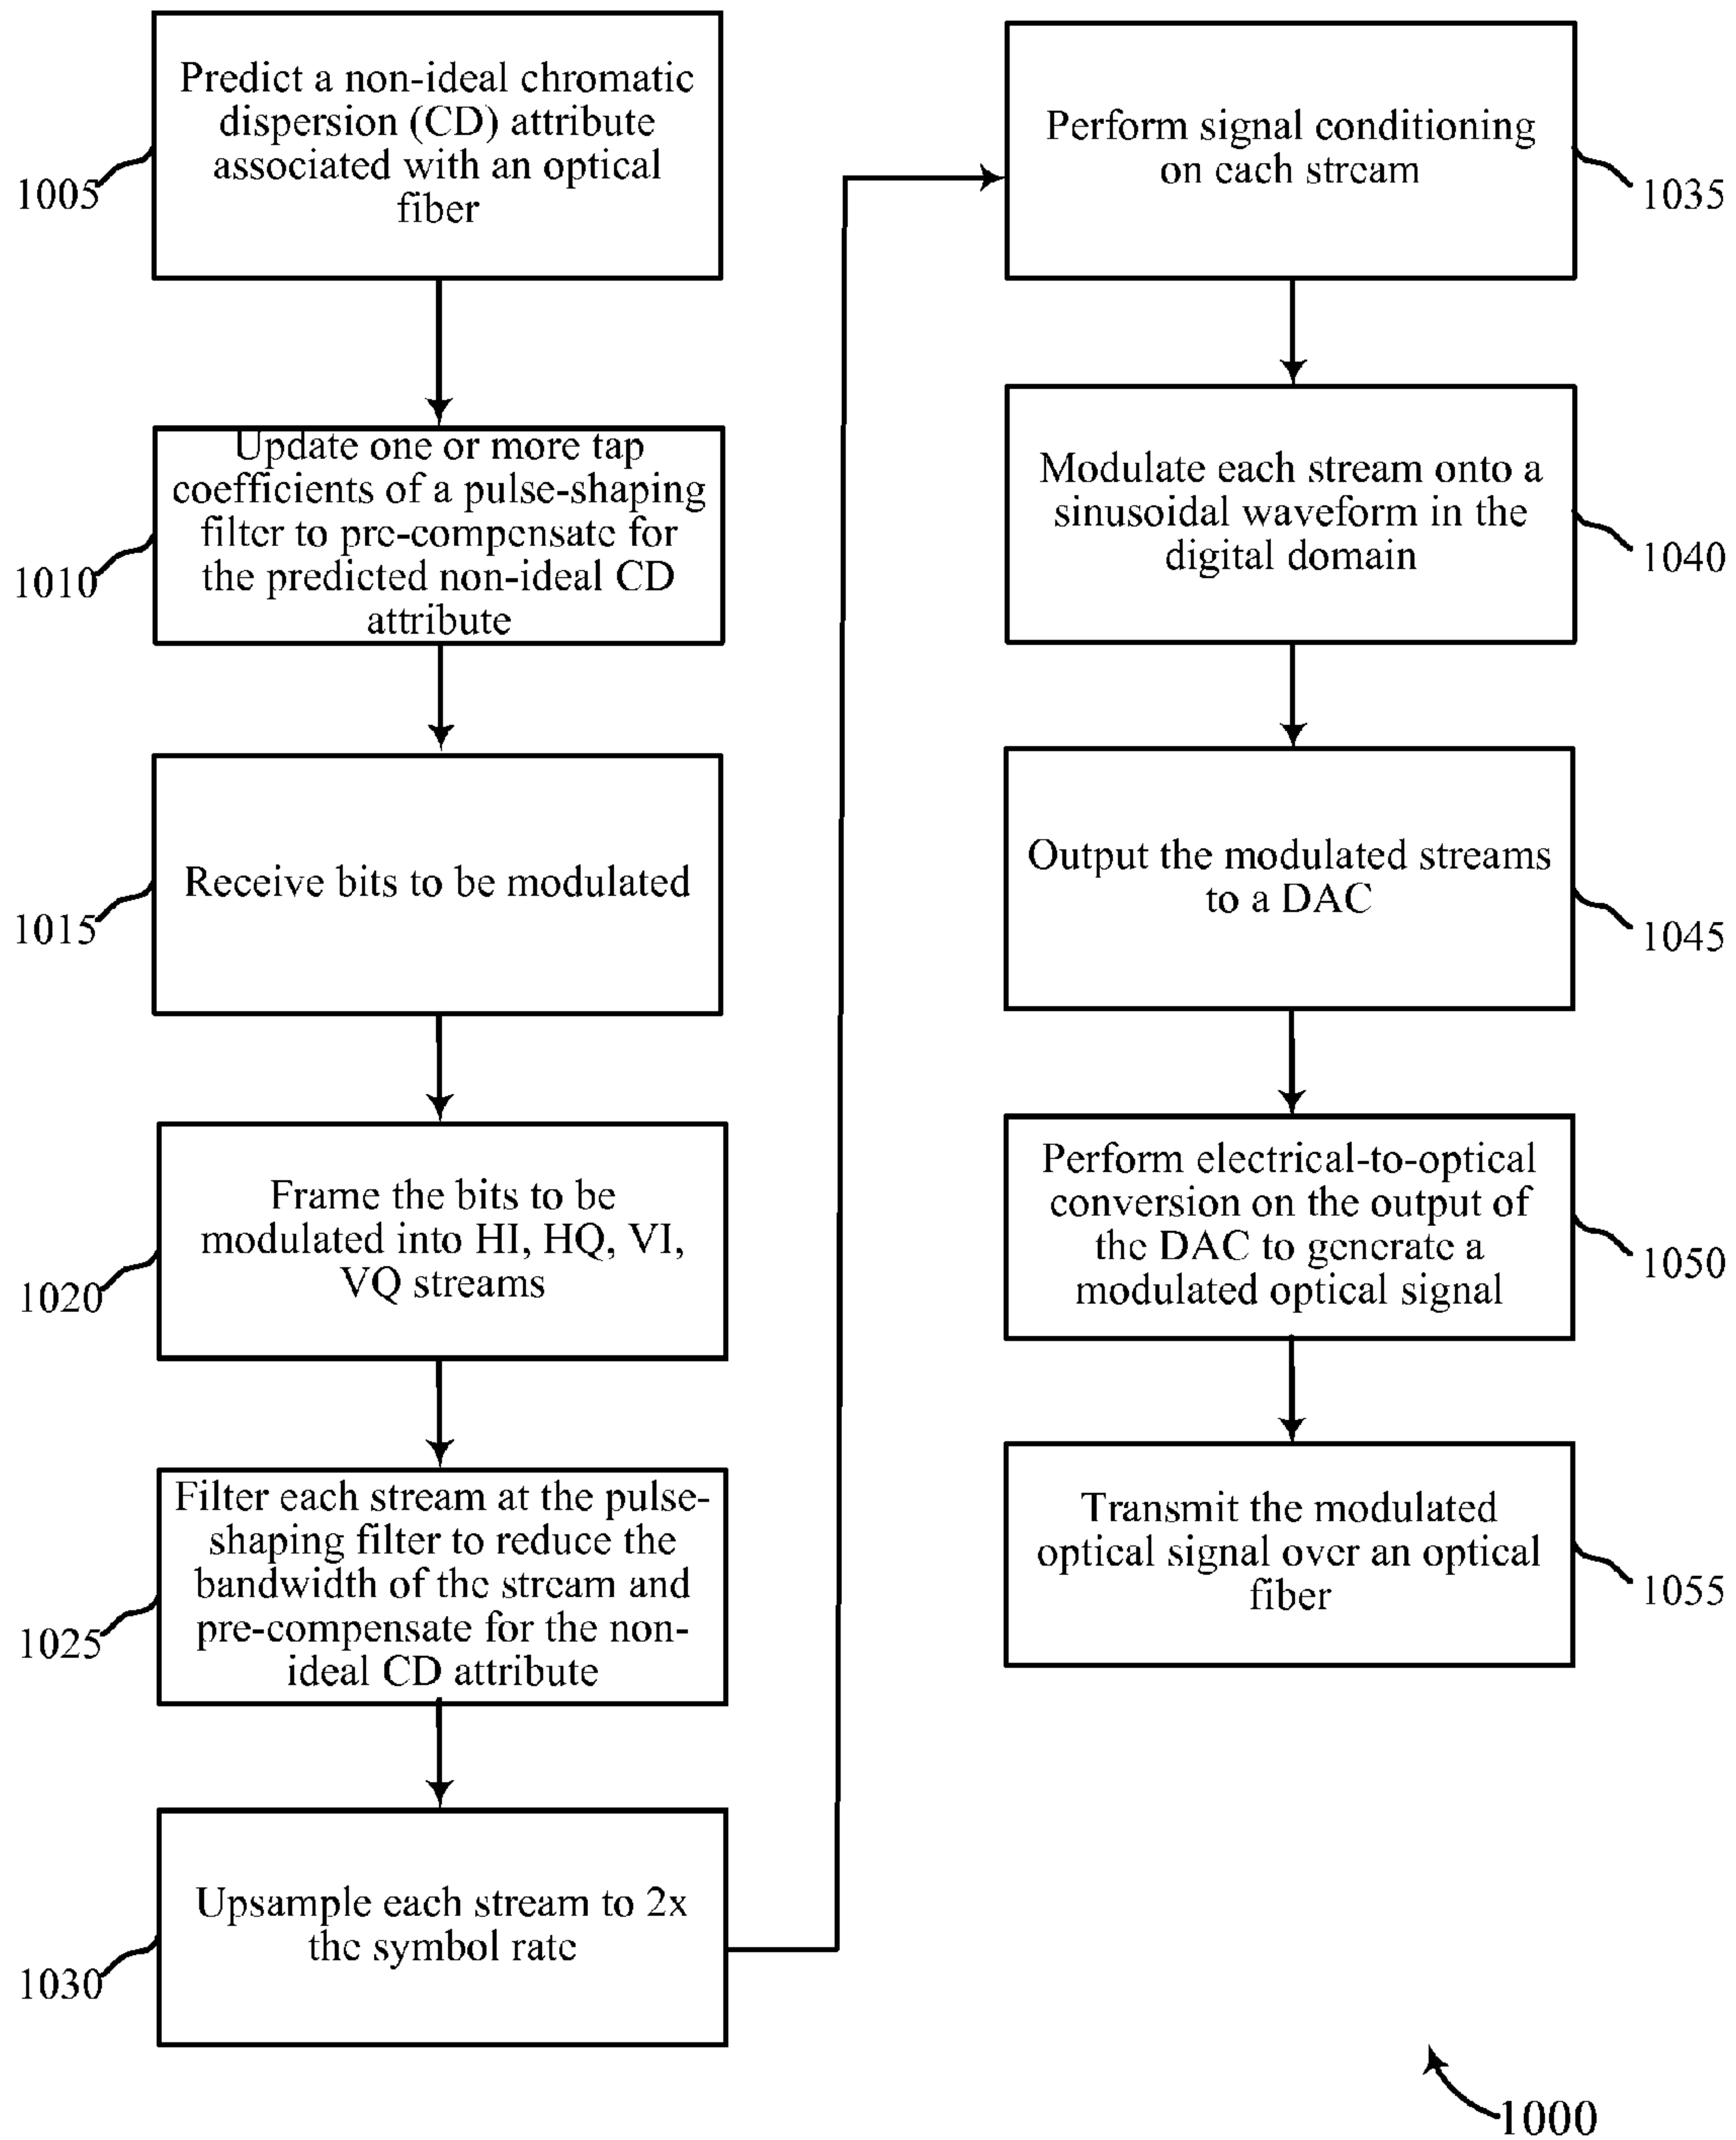 Predict a non-ideal chromatic
dispersion (CD) attribute
associated with an optical
fiber
1005
Update one or more tap
coefficients of a pulse-shaping
filter to pre-compensate for
the predicted non-ideal CD
attribute
1010
Receive bits to be modulated
1015
Frame the bits to be
modulated into HI, HQ, VI,
VQ streams
1020
Filter each stream at the pulse-
shaping filter to reduce the
bandwidth of the stream and
pre-compensate for the non-
ideal CD attribute
1025
Upsample each stream to 2x
the symbol rate
1030
Perform signal conditioning
on each stream
1035
Modulate each stream onto a
sinusoidal waveform in the
digital domain
1040
Output the modulated streams
to a DAC
1045
Perform electrical-to-optical
conversion on the output of
the DAC to generate a
modulated optical signal
1050
Transmit the modulated
optical signal over an optical
fiber
1055
1000